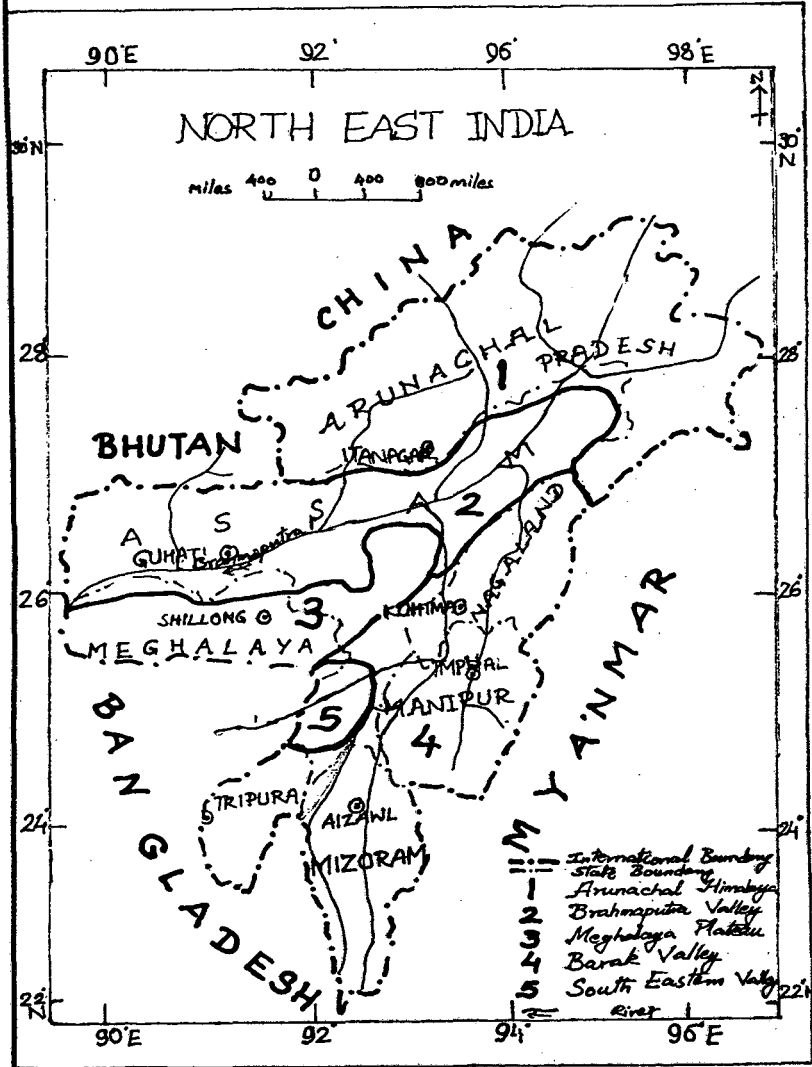 90°E 92° 96° 98°E
N
NORTH EAST INDIA
30°N 30°N
Miles 400 0 400 800 miles
CHINA
28 28
ARUNACHAL PRADESH
1
BHUTAN
ITANAGAR
ASSAM
2
GUHATI
Brahmaputra
26 26
NAGALAND
KOHIMA
SHILLONG
3
MEGHALAYA
IMPHAL
MANIPUR
5
4
MYANMAR
BANGLADESH
TRIPURA
24 24
AIZAWL
MIZORAM
International Boundary
State Boundary
1 Arunachal Himalaya
2 Brahmaputra Valley
3 Meghalaya Plateau
4 Barak Valley
5 South Eastern Valley
River
22°N 22°N
90°E 92° 94° 96°E